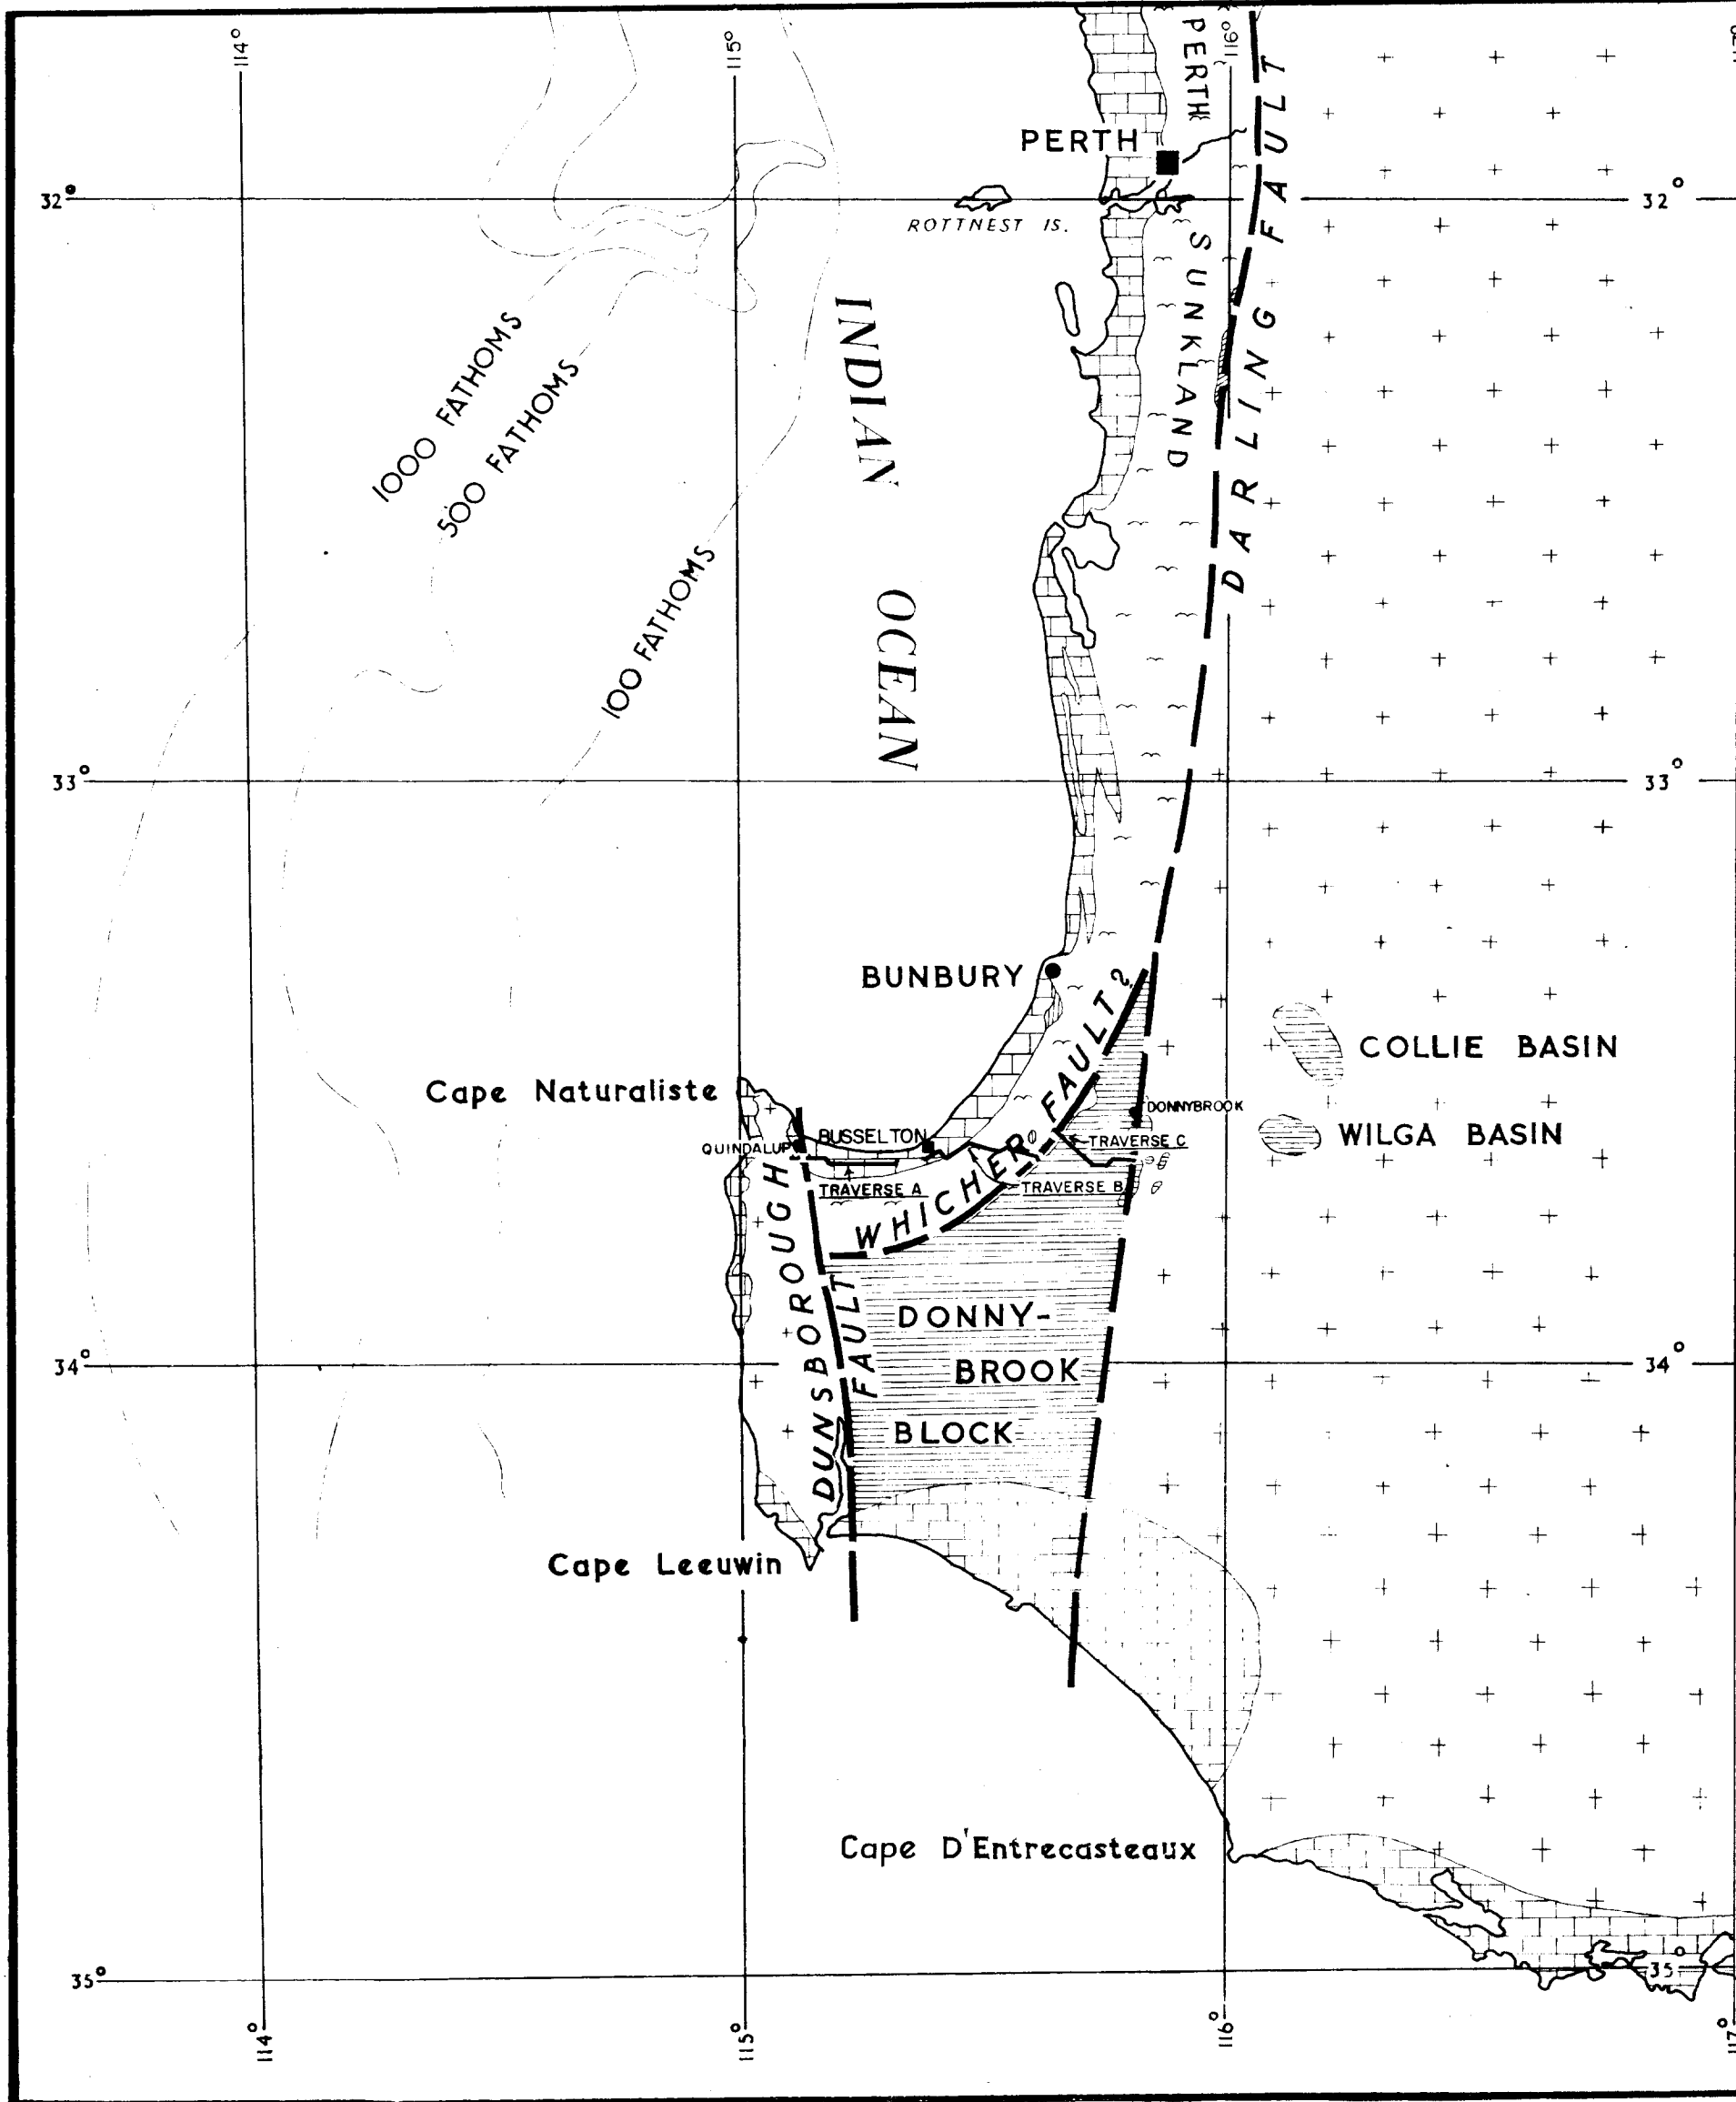 114°
115°
116°
PERTH
PERTH
32°
32°
ROTTNEST IS.
SUNKLAND
DARLING FAULT
INDIAN
OCEAN
1000 FATHOMS
500 FATHOMS
100 FATHOMS
33°
33°
BUNBURY
WHICHER FAULT ?
COLLIE BASIN
Cape Naturaliste
DONNYBROOK
WILGA BASIN
QUINDALUP
BUSSELTON
TRAVERSE C
TRAVERSE A
TRAVERSE B
DUNSBOROUGH
FAULT
DONNY-
BROOK
BLOCK
34°
34°
Cape Leeuwin
Cape D'Entrecasteaux
35°
35°
114°
115°
116°
117°